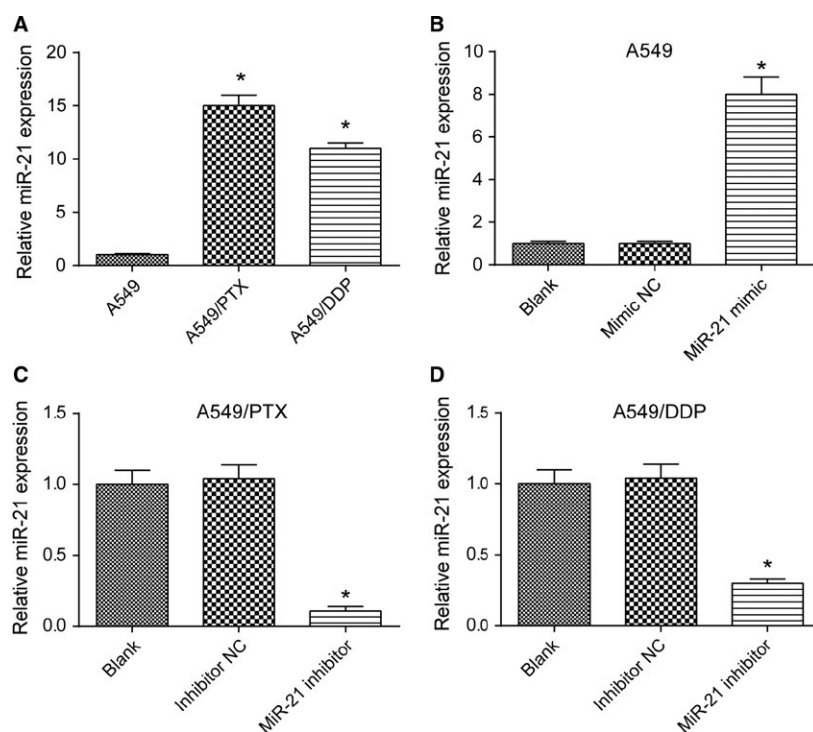 A
Relative miR-21 expression
20
15
10
5
0
*
*
A549
A549/PTX
A549/DDP
B
A549
Relative miR-21 expression
10
8
6
4
2
0
*
Blank
Mimic NC
MiR-21 mimic
C
A549/PTX
Relative miR-21 expression
1.5
1.0
0.5
0.0
*
Blank
Inhibitor NC
MiR-21 inhibitor
D
A549/DDP
Relative miR-21 expression
1.5
1.0
0.5
0.0
*
Blank
Inhibitor NC
MiR-21 inhibitor